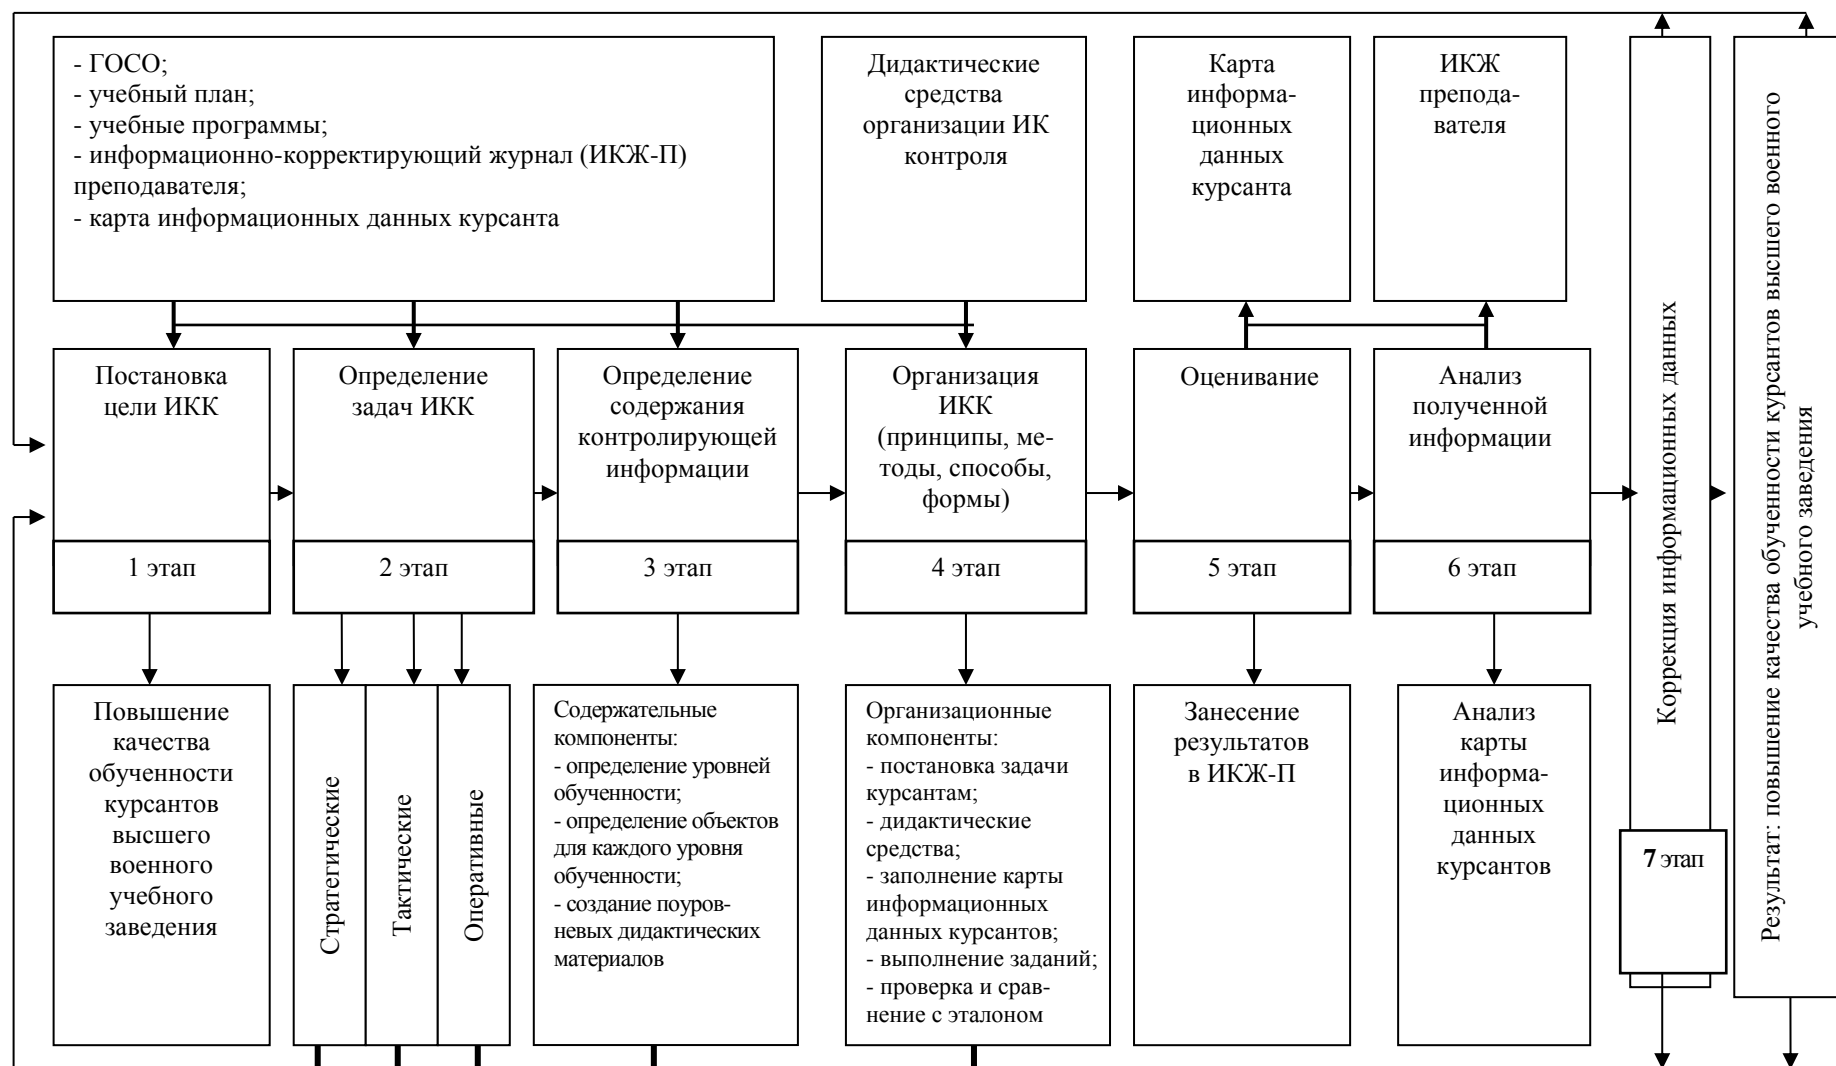 - ГОСО;
- учебный план;
- учебные программы;
- информационно-корректирующий журнал (ИКЖ-П)
преподавателя;
- карта информационных данных курсанта
Дидактические
средства
организации ИК
контроля
Карта
информа-
ционных
данных
курсанта
ИКЖ
препода-
вателя
Постановка
цели ИКК
1 этап
Определение
задач ИКК
2 этап
Определение
содержания
контролирующей
информации
3 этап
Организация
ИКК
(принципы, ме-
тоды, способы,
формы)
4 этап
Оценивание
5 этап
Анализ
полученной
информации
6 этап
Коррекция информационных данных
7 этап
Результат: повышение качества обученности курсантов высшего военного
учебного заведения
Повышение
качества
обученности
курсантов
высшего
военного
учебного
заведения
Стратегические
Тактические
Оперативные
Содержательные
компоненты:
- определение уровней
обученности;
- определение объектов
для каждого уровня
обученности;
- создание поуров-
невых дидактических
материалов
Организационные
компоненты:
- постановка задачи
курсантам;
- дидактические
средства;
- заполнение карты
информационных
данных курсантов;
- выполнение заданий;
- проверка и срав-
нение с эталоном
Занесение
результатов
в ИКЖ-П
Анализ
карты
информа-
ционных
данных
курсантов